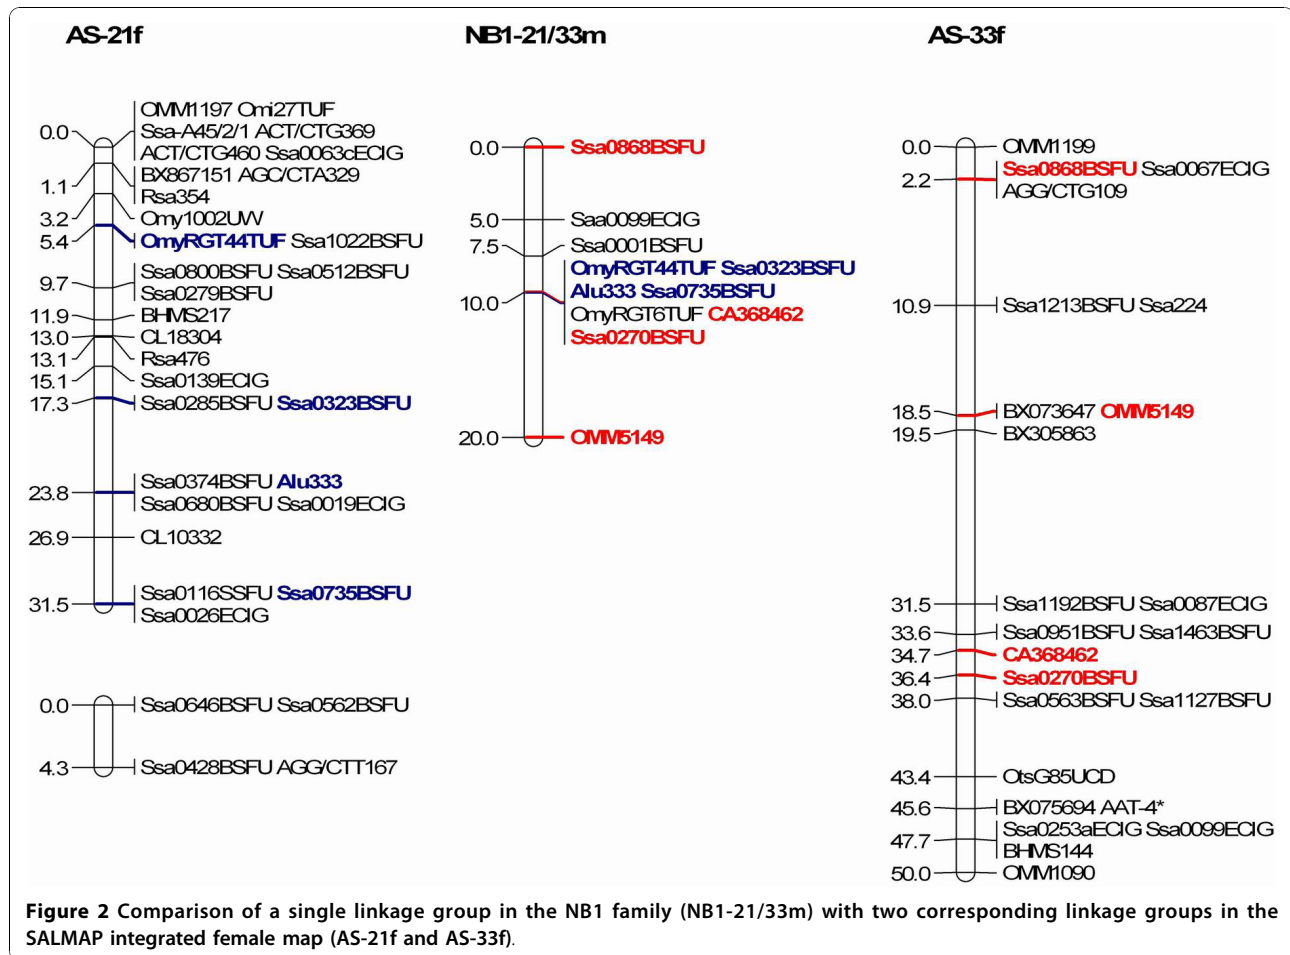 AS-21f
0.0
OMM1197 Omi27TUF
Ssa-A45/2/1 ACT/CTG369
ACT/CTG460 Ssa0063cECIG
1.1
BX867151 AGC/CTA329
Rsa354
3.2
Omy1002UW
5.4
OmyRGT44TUF Ssa1022BSFU
9.7
Ssa0800BSFU Ssa0512BSFU
Ssa0279BSFU
11.9
BHMS217
13.0
CL18304
13.1
Rsa476
15.1
Ssa0139ECIG
17.3
Ssa0285BSFU Ssa0323BSFU
23.8
Ssa0374BSFU Alu333
Ssa0680BSFU Ssa0019ECIG
26.9
CL10332
31.5
Ssa0116SSFU Ssa0735BSFU
Ssa0026ECIG
0.0
Ssa0646BSFU Ssa0562BSFU
4.3
Ssa0428BSFU AGG/CTT167
NB1-21/33m
0.0
Ssa0868BSFU
5.0
Saa0099ECIG
7.5
Ssa0001BSFU
10.0
OmyRGT44TUF Ssa0323BSFU
Alu333 Ssa0735BSFU
OmyRGT6TUF CA368462
Ssa0270BSFU
20.0
OMM5149
AS-33f
0.0
OMM1199
2.2
Ssa0868BSFU Ssa0067ECIG
AGG/CTG109
10.9
Ssa1213BSFU Ssa224
18.5
BX073647 OMM5149
19.5
BX305863
31.5
Ssa1192BSFU Ssa0087ECIG
33.6
Ssa0951BSFU Ssa1463BSFU
34.7
CA368462
36.4
Ssa0270BSFU
38.0
Ssa0563BSFU Ssa1127BSFU
43.4
OtsG85UCD
45.6
BX075694 AAT-4*
47.7
Ssa0253aECIG Ssa0099ECIG
BHMS144
50.0
OMM1090
Figure 2 Comparison of a single linkage group in the NB1 family (NB1-21/33m) with two corresponding linkage groups in the
SALMAP integrated female map (AS-21f and AS-33f).